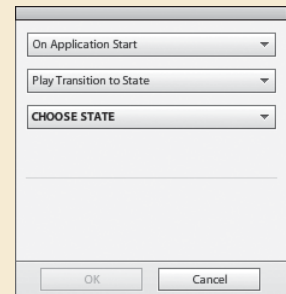 On Application Start
Play Transition to State
CHOOSE STATE
OK
Cancel